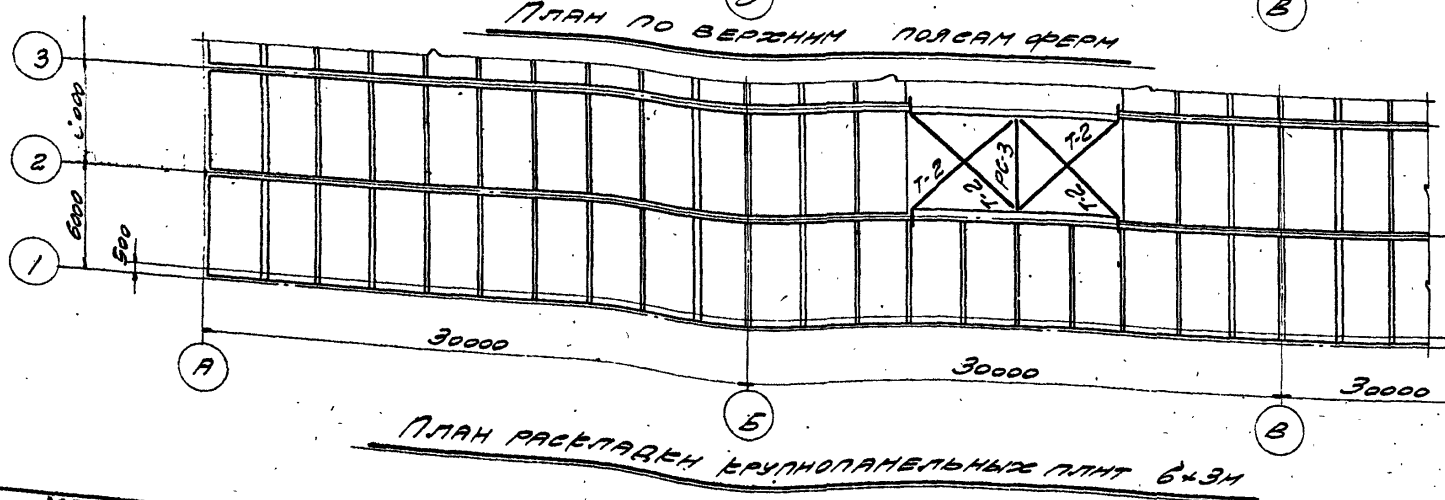 В
ПЛАН ПО ВЕРХНИМ ПОЯСАМ ФЕРМ
3
6000
2
Т-2
Т-2
РС-3
Т-2
Т-2
6000
500
1
30000
30000
30000
А
Б
В
ПЛАН РАСКЛАДКИ КРУПНОПАНЕЛЬНЫХ ПЛИТ 6×3М